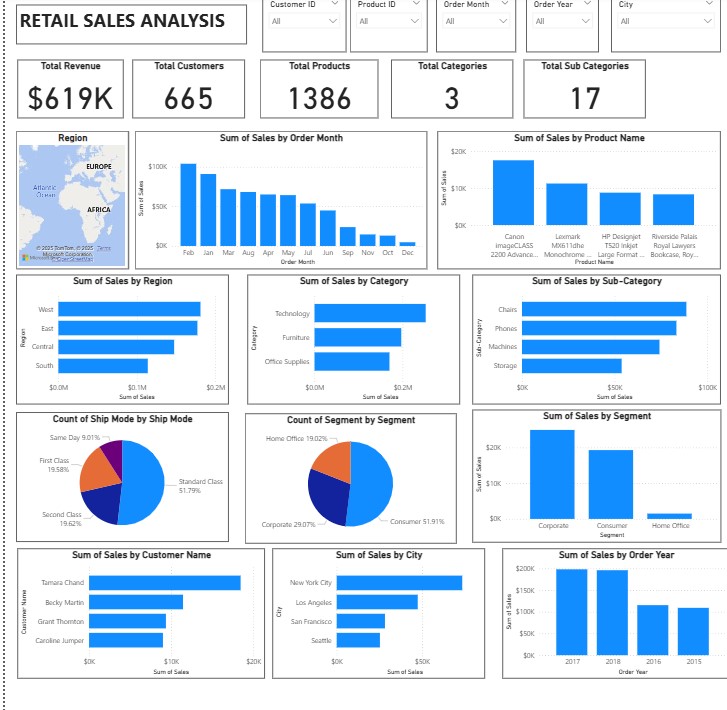 RETAIL SALES ANALYSIS
Customer ID
All
Product ID
All
Order Month
All
Order Year
All
City
All
Total Revenue
$619K
Total Customers
665
Total Products
1386
Total Categories
3
Total Sub Categories
17
Region
EUROPE
Atlantic
Ocean
AFRICA
© 2025 TomTom, © 2025
Microsoft Corporation,
© OpenStreetMap
Terms
Sum of Sales by Order Month
Sum of Sales
$100K
$50K
$0K
Feb
Jan
Mar
Aug
Apr
May
Jul
Jun
Sep
Nov
Oct
Dec
Order Month
Sum of Sales by Product Name
Sum of Sales
$20K
$10K
$0K
Canon
imageCLASS
2200 Advance...
Lexmark
MX611dhe
Monochrome ...
HP Designjet
T520 Inkjet
Large Format ...
Riverside Palais
Royal Lawyers
Bookcase, Roy...
Product Name
Sum of Sales by Region
Region
West
East
Central
South
$0.0M
$0.1M
$0.2M
Sum of Sales
Sum of Sales by Category
Category
Technology
Furniture
Office Supplies
$0.0M
$0.2M
Sum of Sales
Sum of Sales by Sub-Category
Sub-Category
Chairs
Phones
Machines
Storage
$0K
$50K
$100K
Sum of Sales
Count of Ship Mode by Ship Mode
Same Day 9.01%
First Class
19.58%
Second Class
19.62%
Standard Class
51.79%
Count of Segment by Segment
Home Office 19.02%
Corporate 29.07%
Consumer 51.91%
Sum of Sales by Segment
Sum of Sales
$20K
$10K
$0K
Corporate
Consumer
Home Office
Segment
Sum of Sales by Customer Name
Customer Name
Tamara Chand
Becky Martin
Grant Thornton
Caroline Jumper
$0K
$10K
$20K
Sum of Sales
Sum of Sales by City
City
New York City
Los Angeles
San Francisco
Seattle
$0K
$50K
Sum of Sales
Sum of Sales by Order Year
Sum of Sales
$200K
$150K
$100K
$50K
$0K
2017
2018
2016
2015
Order Year